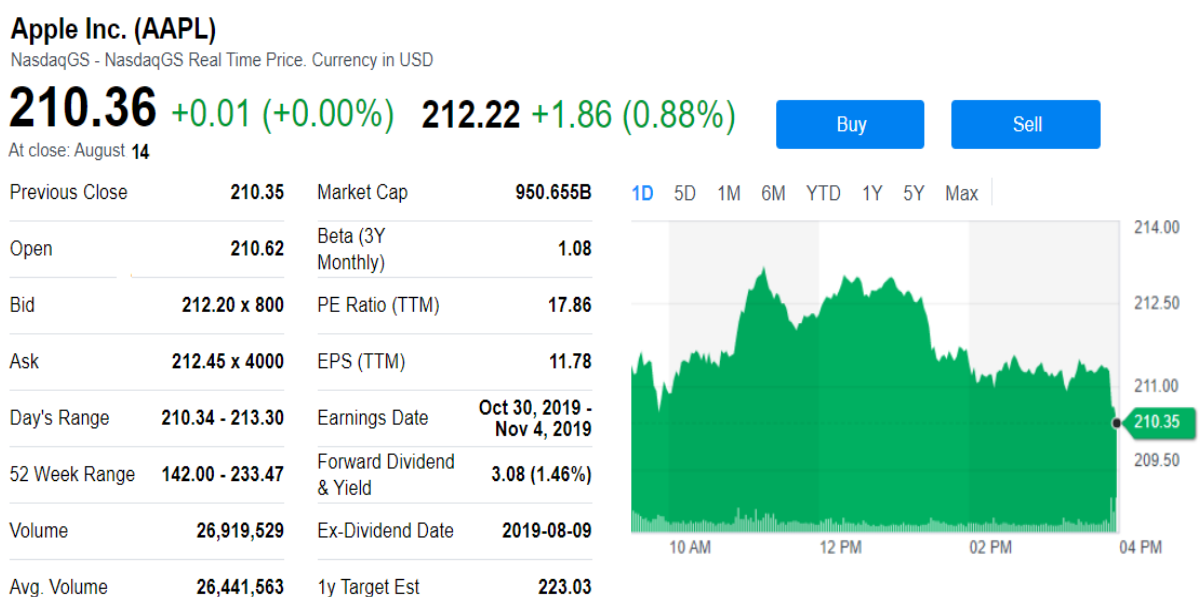 Apple Inc. (AAPL)
NasdaqGS - NasdaqGS Real Time Price. Currency in USD
210.36 +0.01 (+0.00%) 212.22 +1.86 (0.88%)
Buy Sell
At close: August 14
Previous Close 210.35
Open 210.62
Bid 212.20 x 800
Ask 212.45 x 4000
Day's Range 210.34 - 213.30
52 Week Range 142.00 - 233.47
Volume 26,919,529
Avg. Volume 26,441,563
Market Cap 950.655B
Beta (3Y
Monthly) 1.08
PE Ratio (TTM) 17.86
EPS (TTM) 11.78
Earnings Date Oct 30, 2019 -
Nov 4, 2019
Forward Dividend
& Yield 3.08 (1.46%)
Ex-Dividend Date 2019-08-09
1y Target Est 223.03
1D 5D 1M 6M YTD 1Y 5Y Max
214.00
212.50
211.00
210.35
209.50
10 AM 12 PM 02 PM 04 PM